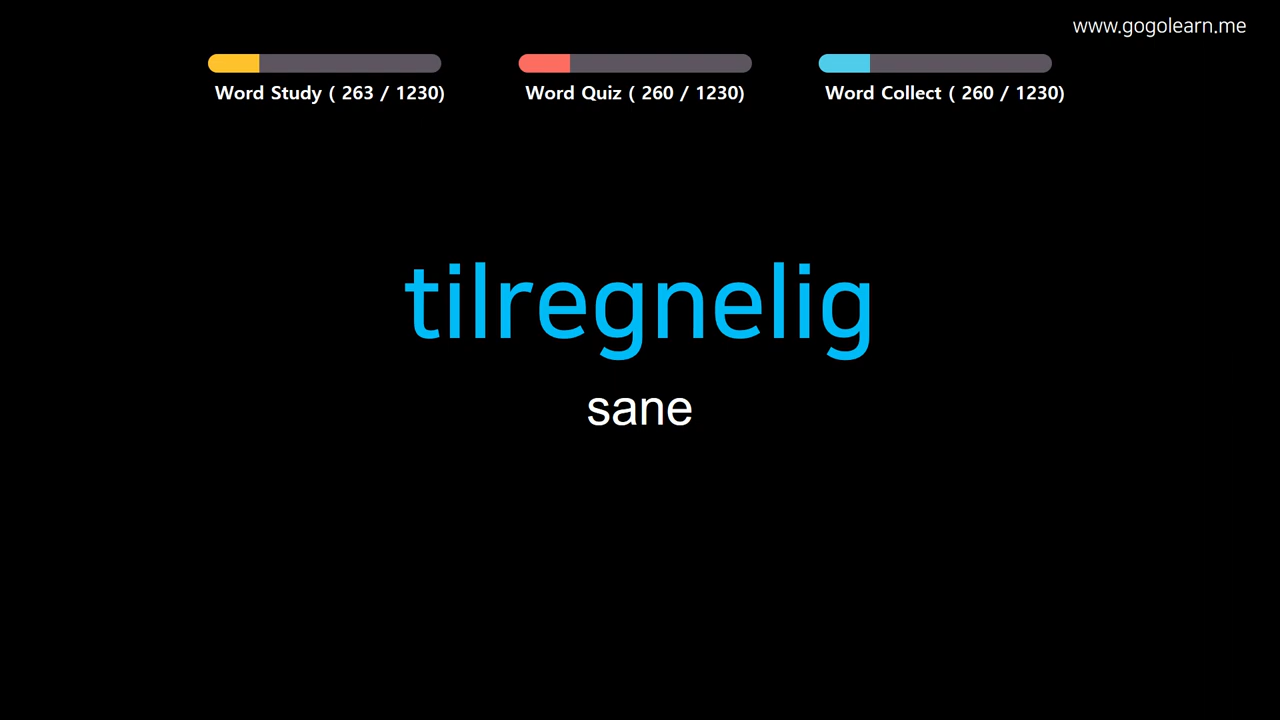 www.gogolearn.me
Word Study ( 263 / 1230)
Word Quiz ( 260 / 1230)
Word Collect ( 260 / 1230)
tilregnelig
sane